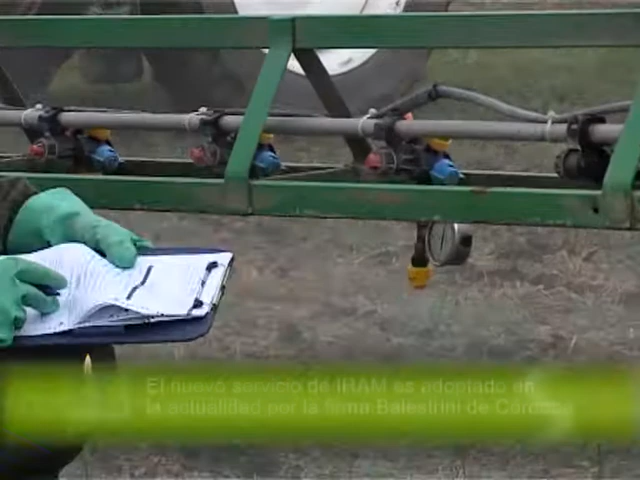 El nuevo servicio de IRAM es adoptado en
la actualidad por la firma Balestrini de Córdoba